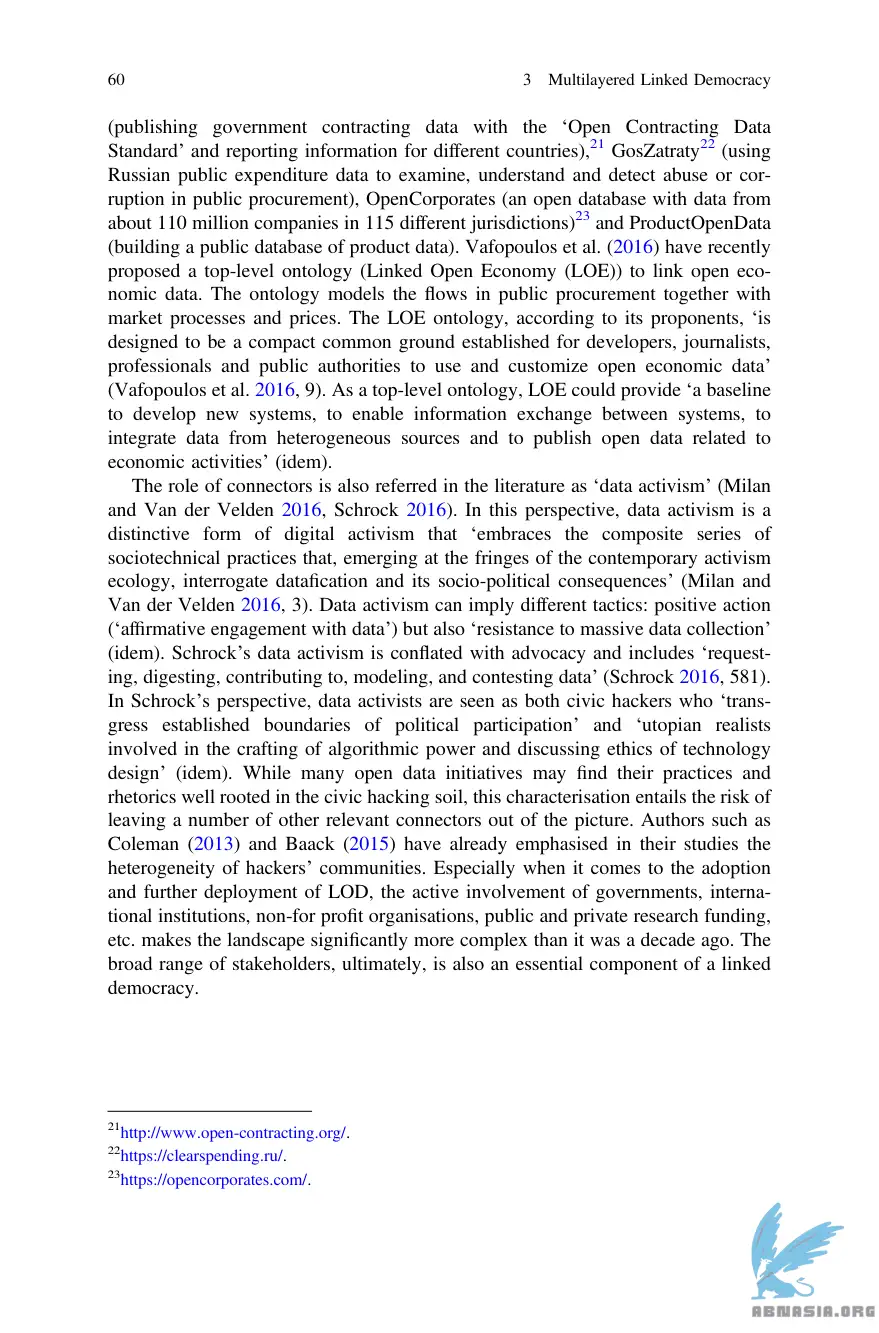 60 3 Multilayered Linked Democracy
(publishing government contracting data with the ‘Open Contracting Data
Standard’ and reporting information for different countries),21 GosZatraty22 (using
Russian public expenditure data to examine, understand and detect abuse or cor-
ruption in public procurement), OpenCorporates (an open database with data from
about 110 million companies in 115 different jurisdictions)23 and ProductOpenData
(building a public database of product data). Vafopoulos et al. (2016) have recently
proposed a top-level ontology (Linked Open Economy (LOE)) to link open eco-
nomic data. The ontology models the flows in public procurement together with
market processes and prices. The LOE ontology, according to its proponents, ‘is
designed to be a compact common ground established for developers, journalists,
professionals and public authorities to use and customize open economic data’
(Vafopoulos et al. 2016, 9). As a top-level ontology, LOE could provide ‘a baseline
to develop new systems, to enable information exchange between systems, to
integrate data from heterogeneous sources and to publish open data related to
economic activities’ (idem).
The role of connectors is also referred in the literature as ‘data activism’ (Milan
and Van der Velden 2016, Schrock 2016). In this perspective, data activism is a
distinctive form of digital activism that ‘embraces the composite series of
sociotechnical practices that, emerging at the fringes of the contemporary activism
ecology, interrogate datafication and its socio-political consequences’ (Milan and
Van der Velden 2016, 3). Data activism can imply different tactics: positive action
(‘affirmative engagement with data’) but also ‘resistance to massive data collection’
(idem). Schrock’s data activism is conflated with advocacy and includes ‘request-
ing, digesting, contributing to, modeling, and contesting data’ (Schrock 2016, 581).
In Schrock’s perspective, data activists are seen as both civic hackers who ‘trans-
gress established boundaries of political participation’ and ‘utopian realists
involved in the crafting of algorithmic power and discussing ethics of technology
design’ (idem). While many open data initiatives may find their practices and
rhetorics well rooted in the civic hacking soil, this characterisation entails the risk of
leaving a number of other relevant connectors out of the picture. Authors such as
Coleman (2013) and Baack (2015) have already emphasised in their studies the
heterogeneity of hackers’ communities. Especially when it comes to the adoption
and further deployment of LOD, the active involvement of governments, interna-
tional institutions, non-for profit organisations, public and private research funding,
etc. makes the landscape significantly more complex than it was a decade ago. The
broad range of stakeholders, ultimately, is also an essential component of a linked
democracy.
21http://www.open-contracting.org/.
22https://clearspending.ru/.
23https://opencorporates.com/.
ABNASIA.ORG